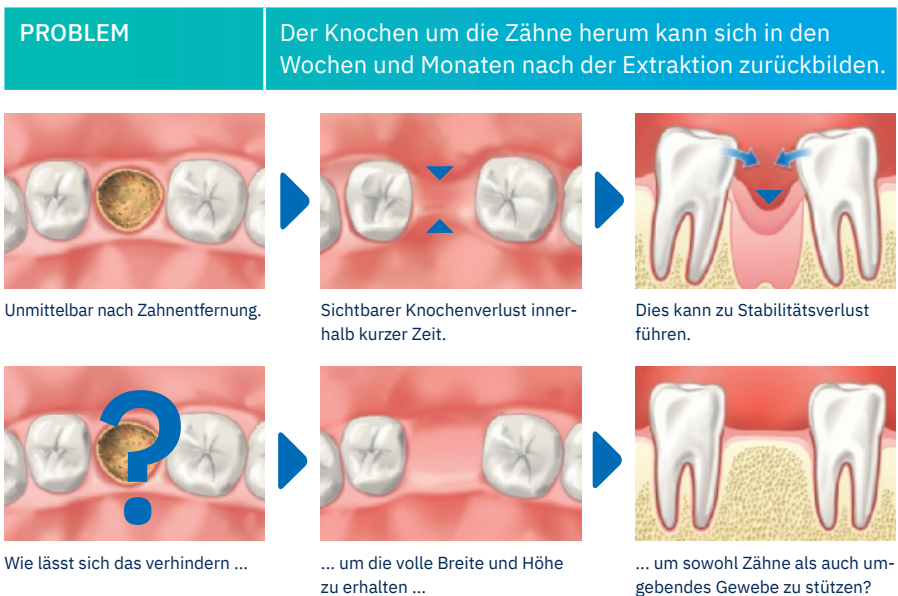 PROBLEM
Der Knochen um die Zähne herum kann sich in den
Wochen und Monaten nach der Extraktion zurückbilden.
Unmittelbar nach Zahnentfernung.
Sichtbarer Knochenverlust inner-
halb kurzer Zeit.
Dies kann zu Stabilitätsverlust
führen.
?
Wie lässt sich das verhindern ...
... um die volle Breite und Höhe
zu erhalten ...
... um sowohl Zähne als auch um-
gebendes Gewebe zu stützen?